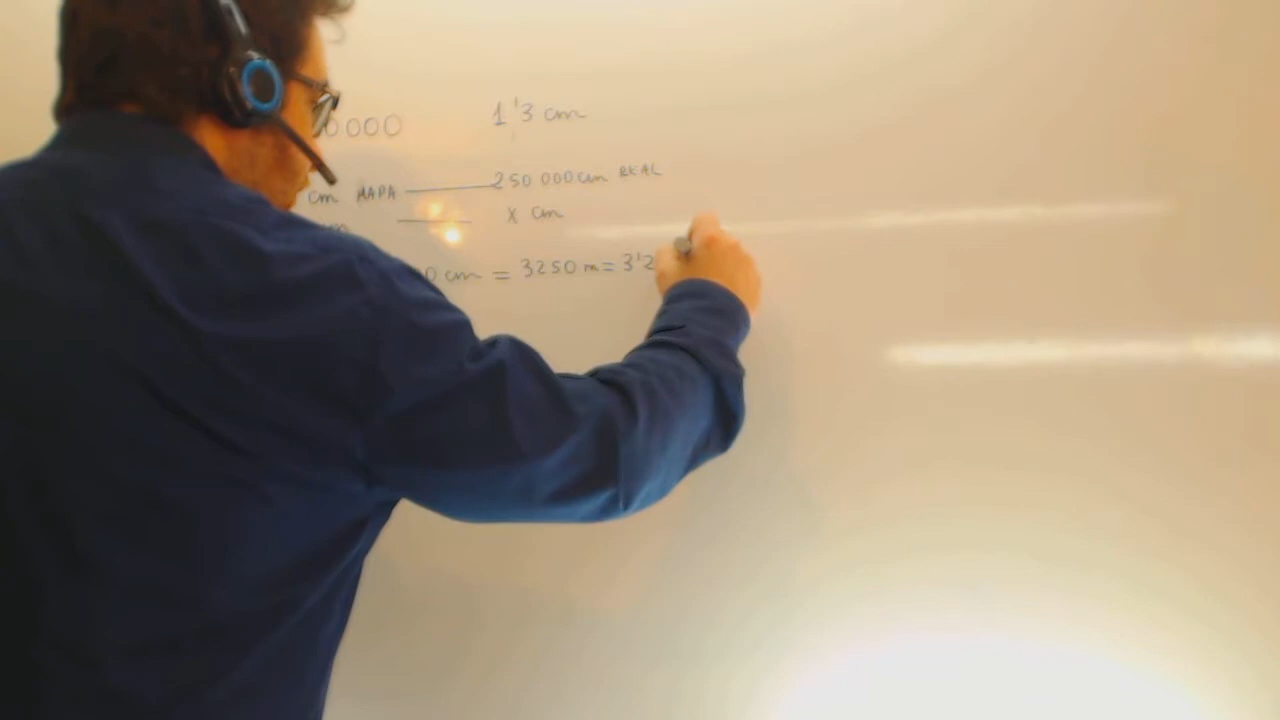 0000 1'3 cm
cm MAPA 250 000 cm REAL
X cm
0 cm = 3250 m = 3'2